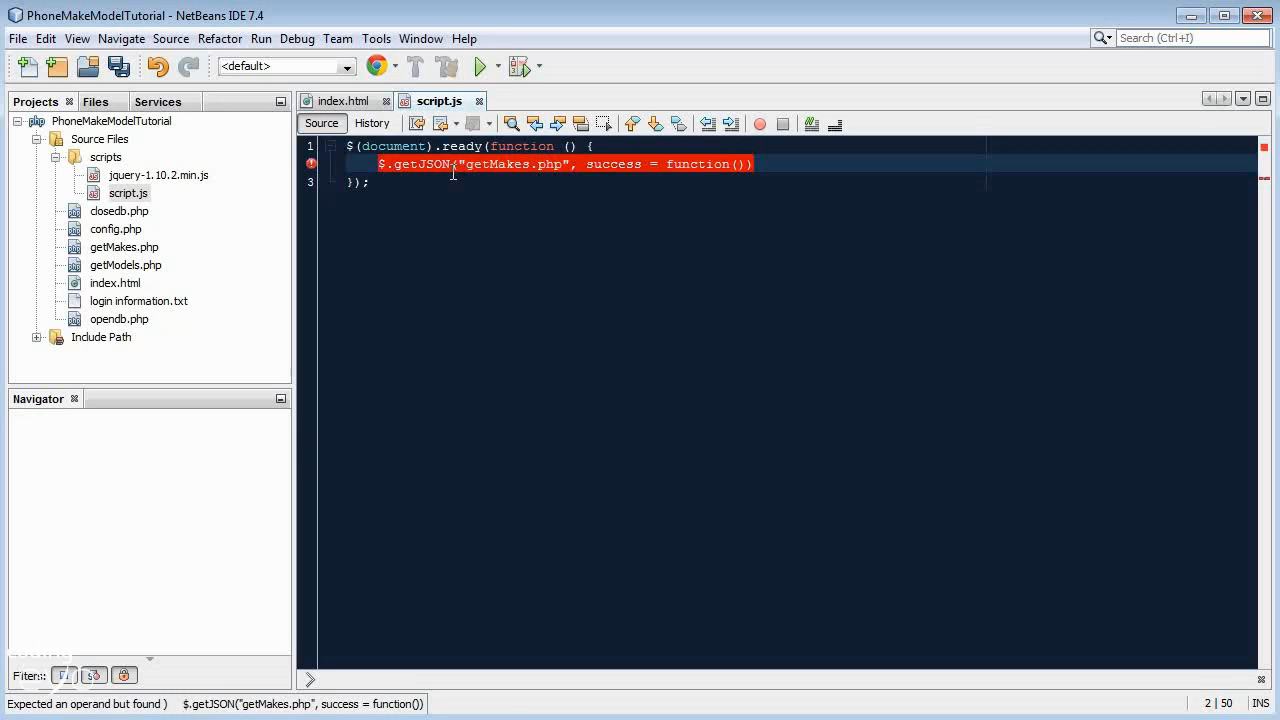 PhoneMakeModelTutorial - NetBeans IDE 7.4
File Edit View Navigate Source Refactor Run Debug Team Tools Window Help
Search (Ctrl+I)
<default>
Projects Files Services
index.html script.js
PhoneMakeModelTutorial
Source Files
scripts
jquery-1.10.2.min.js
script.js
closedb.php
config.php
getMakes.php
getModels.php
index.html
login information.txt
opendb.php
Include Path
Source History
1 $(document).ready(function () {
$.getJSON("getMakes.php", success = function())
3 });
Navigator
Filters:
Expected an operand but found ) $.getJSON("getMakes.php", success = function())
2 | 50 INS